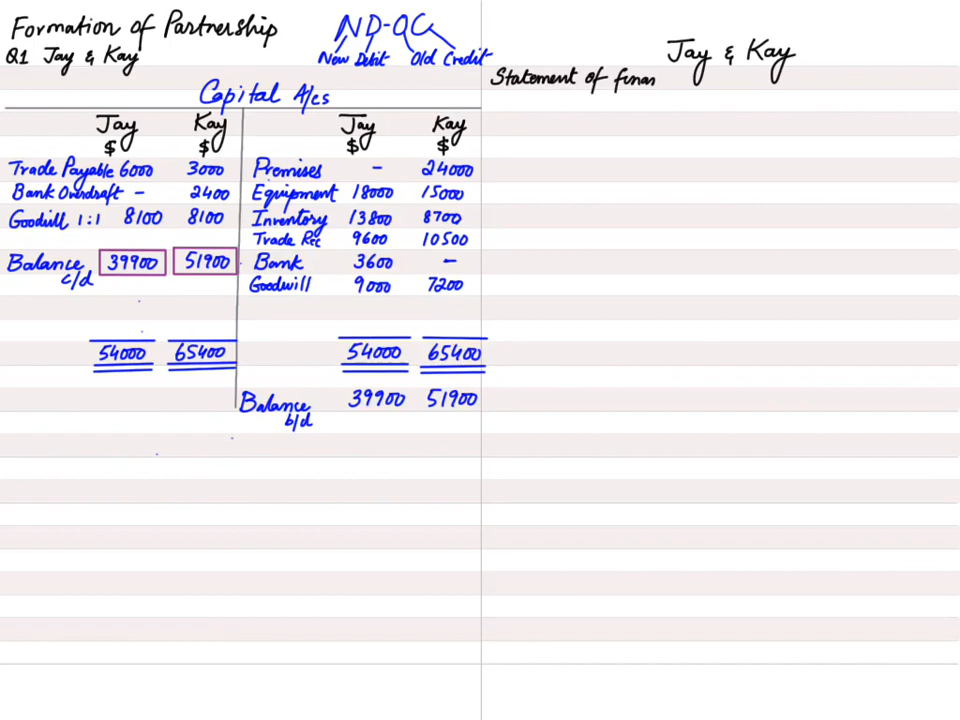 Formation of Partnership
Q1 Jay & Kay
ND-OC
New Debit Old Credit
Capital A/cs
Jay Kay Jay Kay
$ $ $ $
Trade Payable 6000 3000 Premises - 24000
Bank Overdraft - 2400 Equipment 18000 15000
Goodwill 1:1 8100 8100 Inventory 13800 8700
Trade Rec 9600 10500
Balance c/d 39900 51900 Bank 3600 -
Goodwill 9000 7200
54000 65400 54000 65400
Balance b/d 39900 51900
Jay & Kay
Statement of finan